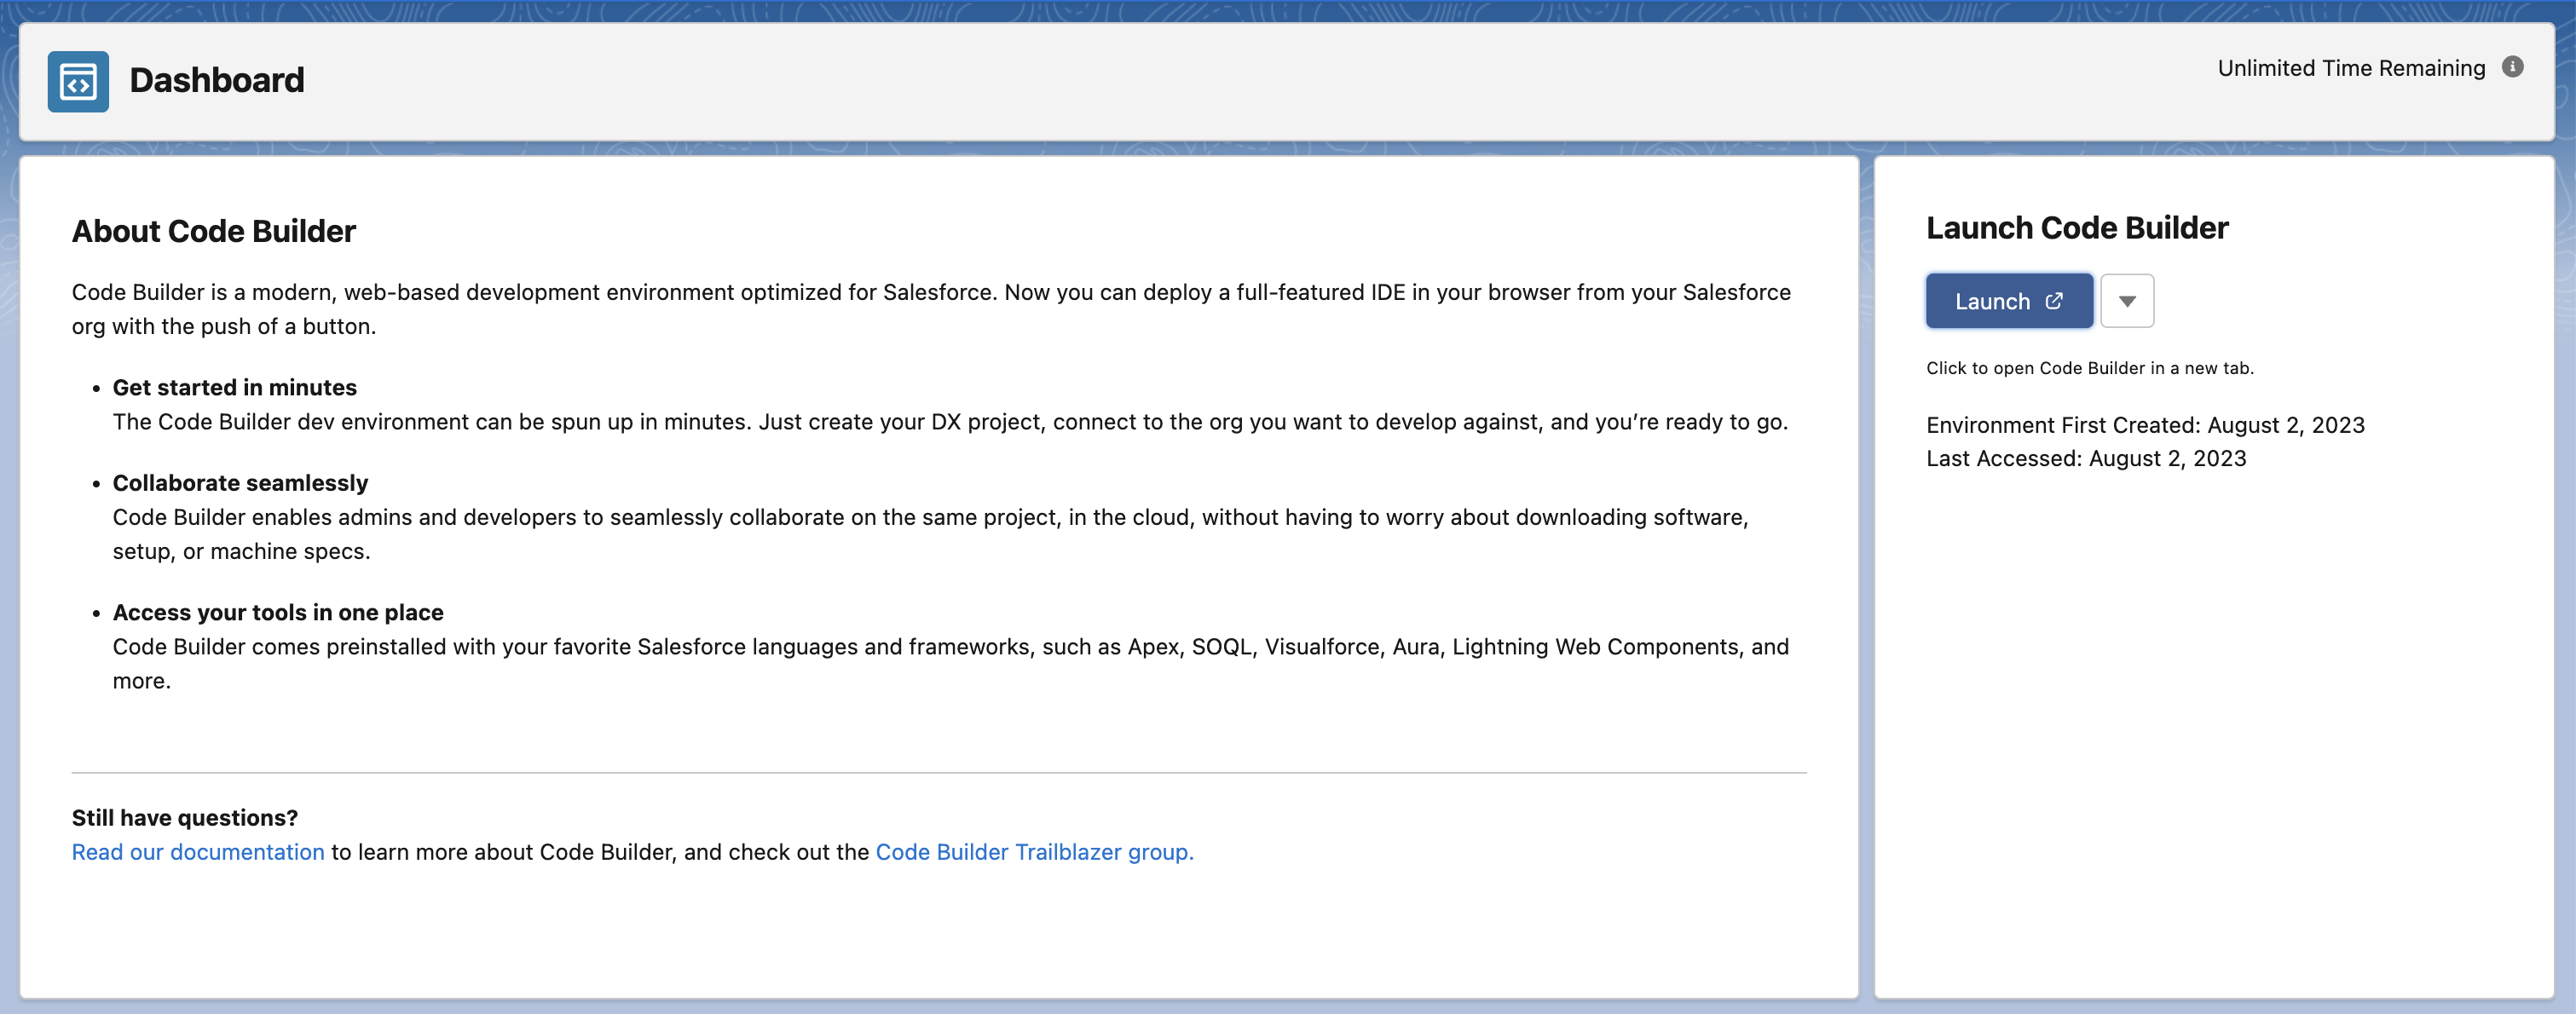 Dashboard
Unlimited Time Remaining
About Code Builder
Code Builder is a modern, web-based development environment optimized for Salesforce. Now you can deploy a full-featured IDE in your browser from your Salesforce
org with the push of a button.
• Get started in minutes
The Code Builder dev environment can be spun up in minutes. Just create your DX project, connect to the org you want to develop against, and you’re ready to go.
• Collaborate seamlessly
Code Builder enables admins and developers to seamlessly collaborate on the same project, in the cloud, without having to worry about downloading software,
setup, or machine specs.
• Access your tools in one place
Code Builder comes preinstalled with your favorite Salesforce languages and frameworks, such as Apex, SOQL, Visualforce, Aura, Lightning Web Components, and
more.
Still have questions?
Read our documentation to learn more about Code Builder, and check out the Code Builder Trailblazer group.
Launch Code Builder
Launch
Click to open Code Builder in a new tab.
Environment First Created: August 2, 2023
Last Accessed: August 2, 2023